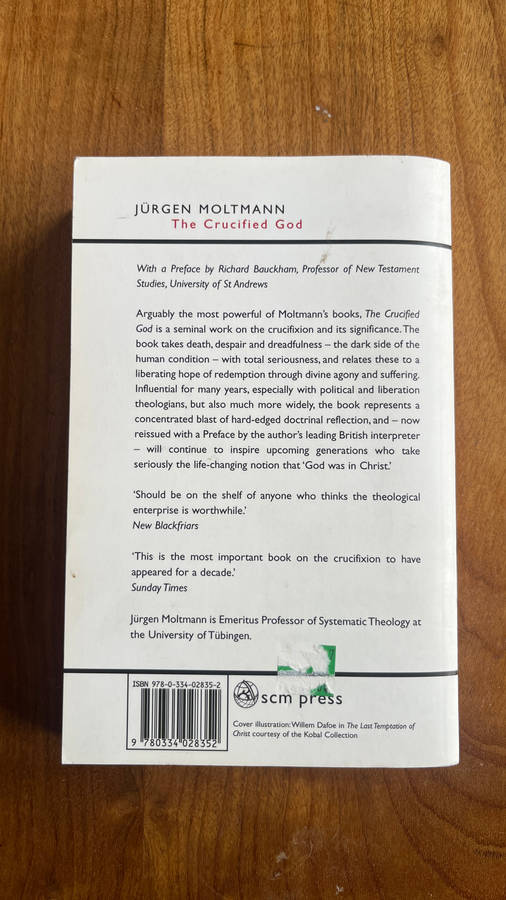 JÜRGEN MOLTMANN
The Crucified God
With a Preface by Richard Bauckham, Professor of New Testament
Studies, University of St Andrews
Arguably the most powerful of Moltmann's books, The Crucified
God is a seminal work on the crucifixion and its significance. The
book takes death, despair and dreadfulness – the dark side of the
human condition – with total seriousness, and relates these to a
liberating hope of redemption through divine agony and suffering.
Influential for many years, especially with political and liberation
theologians, but also much more widely, the book represents a
concentrated blast of hard-edged doctrinal reflection, and – now
reissued with a Preface by the author's leading British interpreter
– will continue to inspire upcoming generations who take
seriously the life-changing notion that 'God was in Christ.'
'Should be on the shelf of anyone who thinks the theological
enterprise is worthwhile.'
New Blackfriars
'This is the most important book on the crucifixion to have
appeared for a decade.'
Sunday Times
Jürgen Moltmann is Emeritus Professor of Systematic Theology at
the University of Tübingen.
ISBN 978-0-334-02835-2
9 780334 028352
scm press
Cover illustration: Willem Dafoe in The Last Temptation of
Christ courtesy of the Kobal Collection